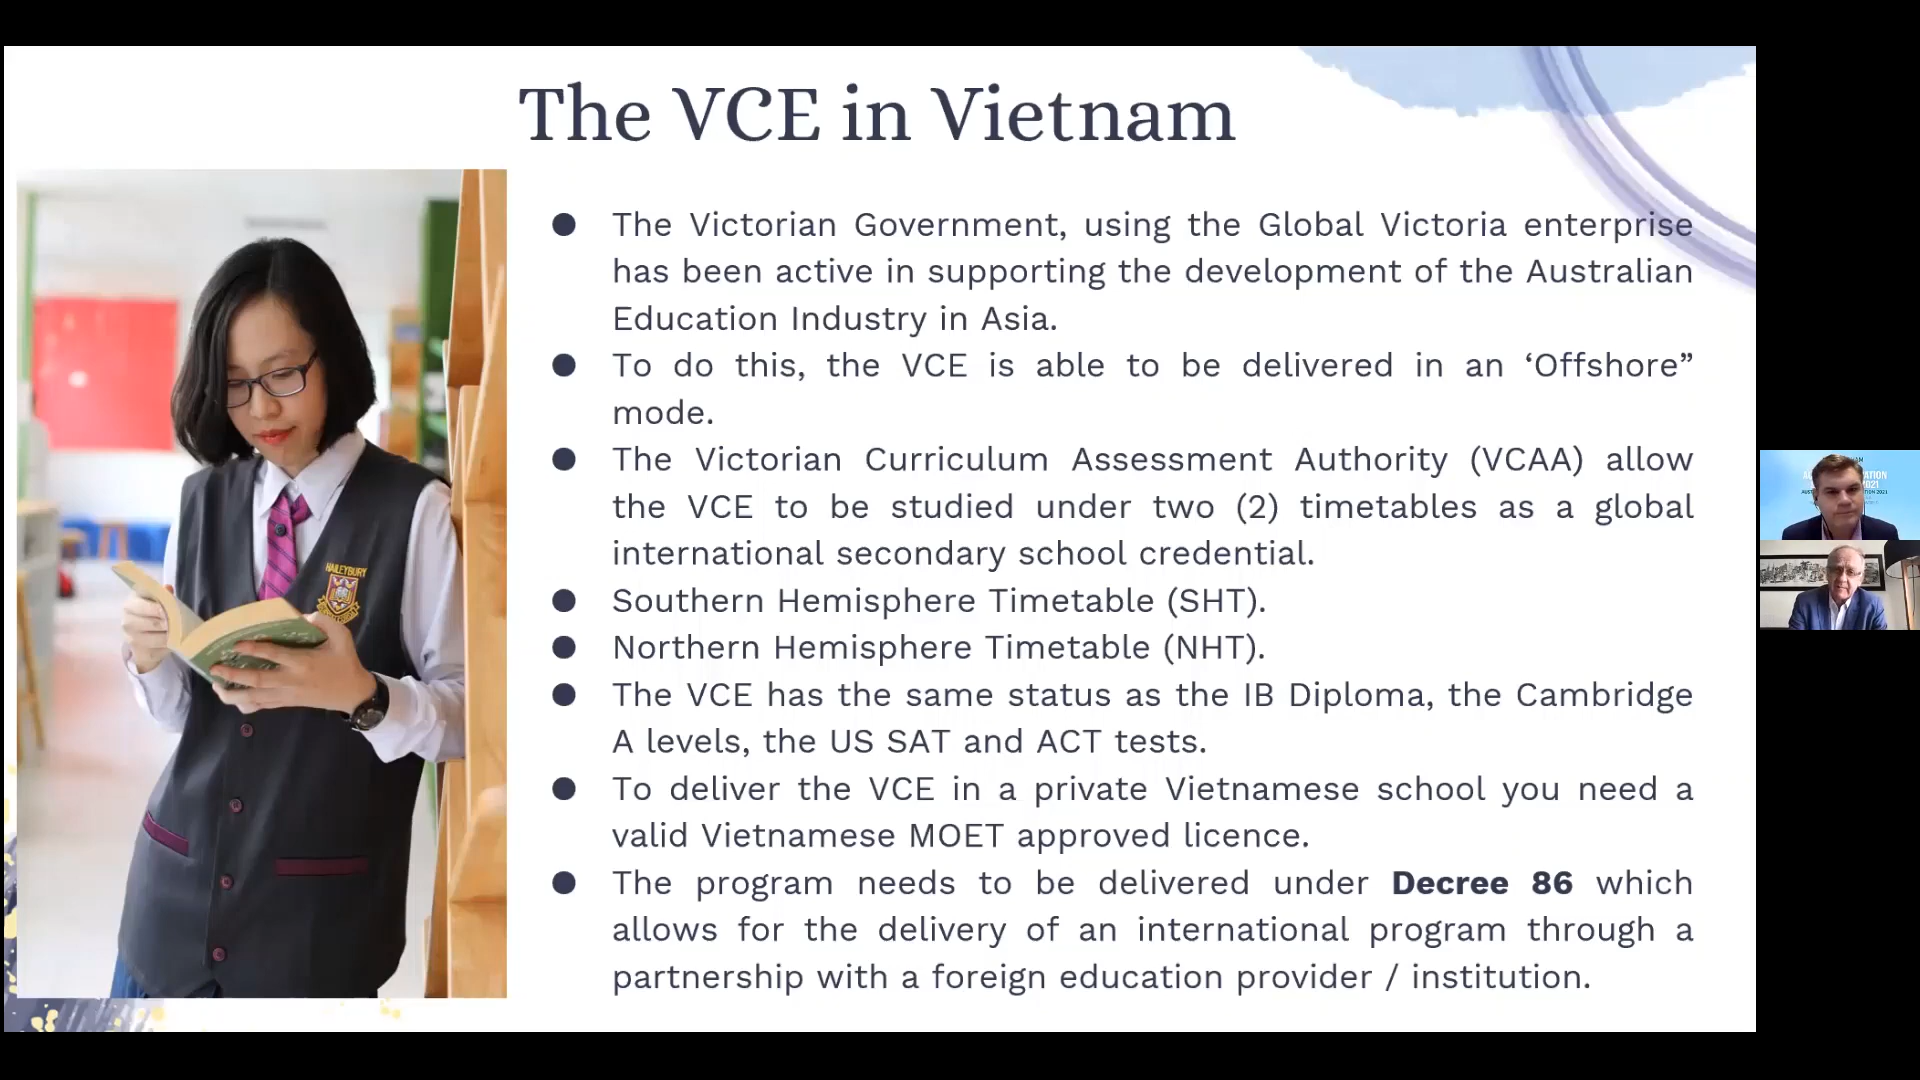 The VCE in Vietnam
● The Victorian Government, using the Global Victoria enterprise
has been active in supporting the development of the Australian
Education Industry in Asia.
● To do this, the VCE is able to be delivered in an ‘Offshore”
mode.
● The Victorian Curriculum Assessment Authority (VCAA) allow
the VCE to be studied under two (2) timetables as a global
international secondary school credential.
● Southern Hemisphere Timetable (SHT).
● Northern Hemisphere Timetable (NHT).
● The VCE has the same status as the IB Diploma, the Cambridge
A levels, the US SAT and ACT tests.
● To deliver the VCE in a private Vietnamese school you need a
valid Vietnamese MOET approved licence.
● The program needs to be delivered under Decree 86 which
allows for the delivery of an international program through a
partnership with a foreign education provider / institution.
HAILEYBURY